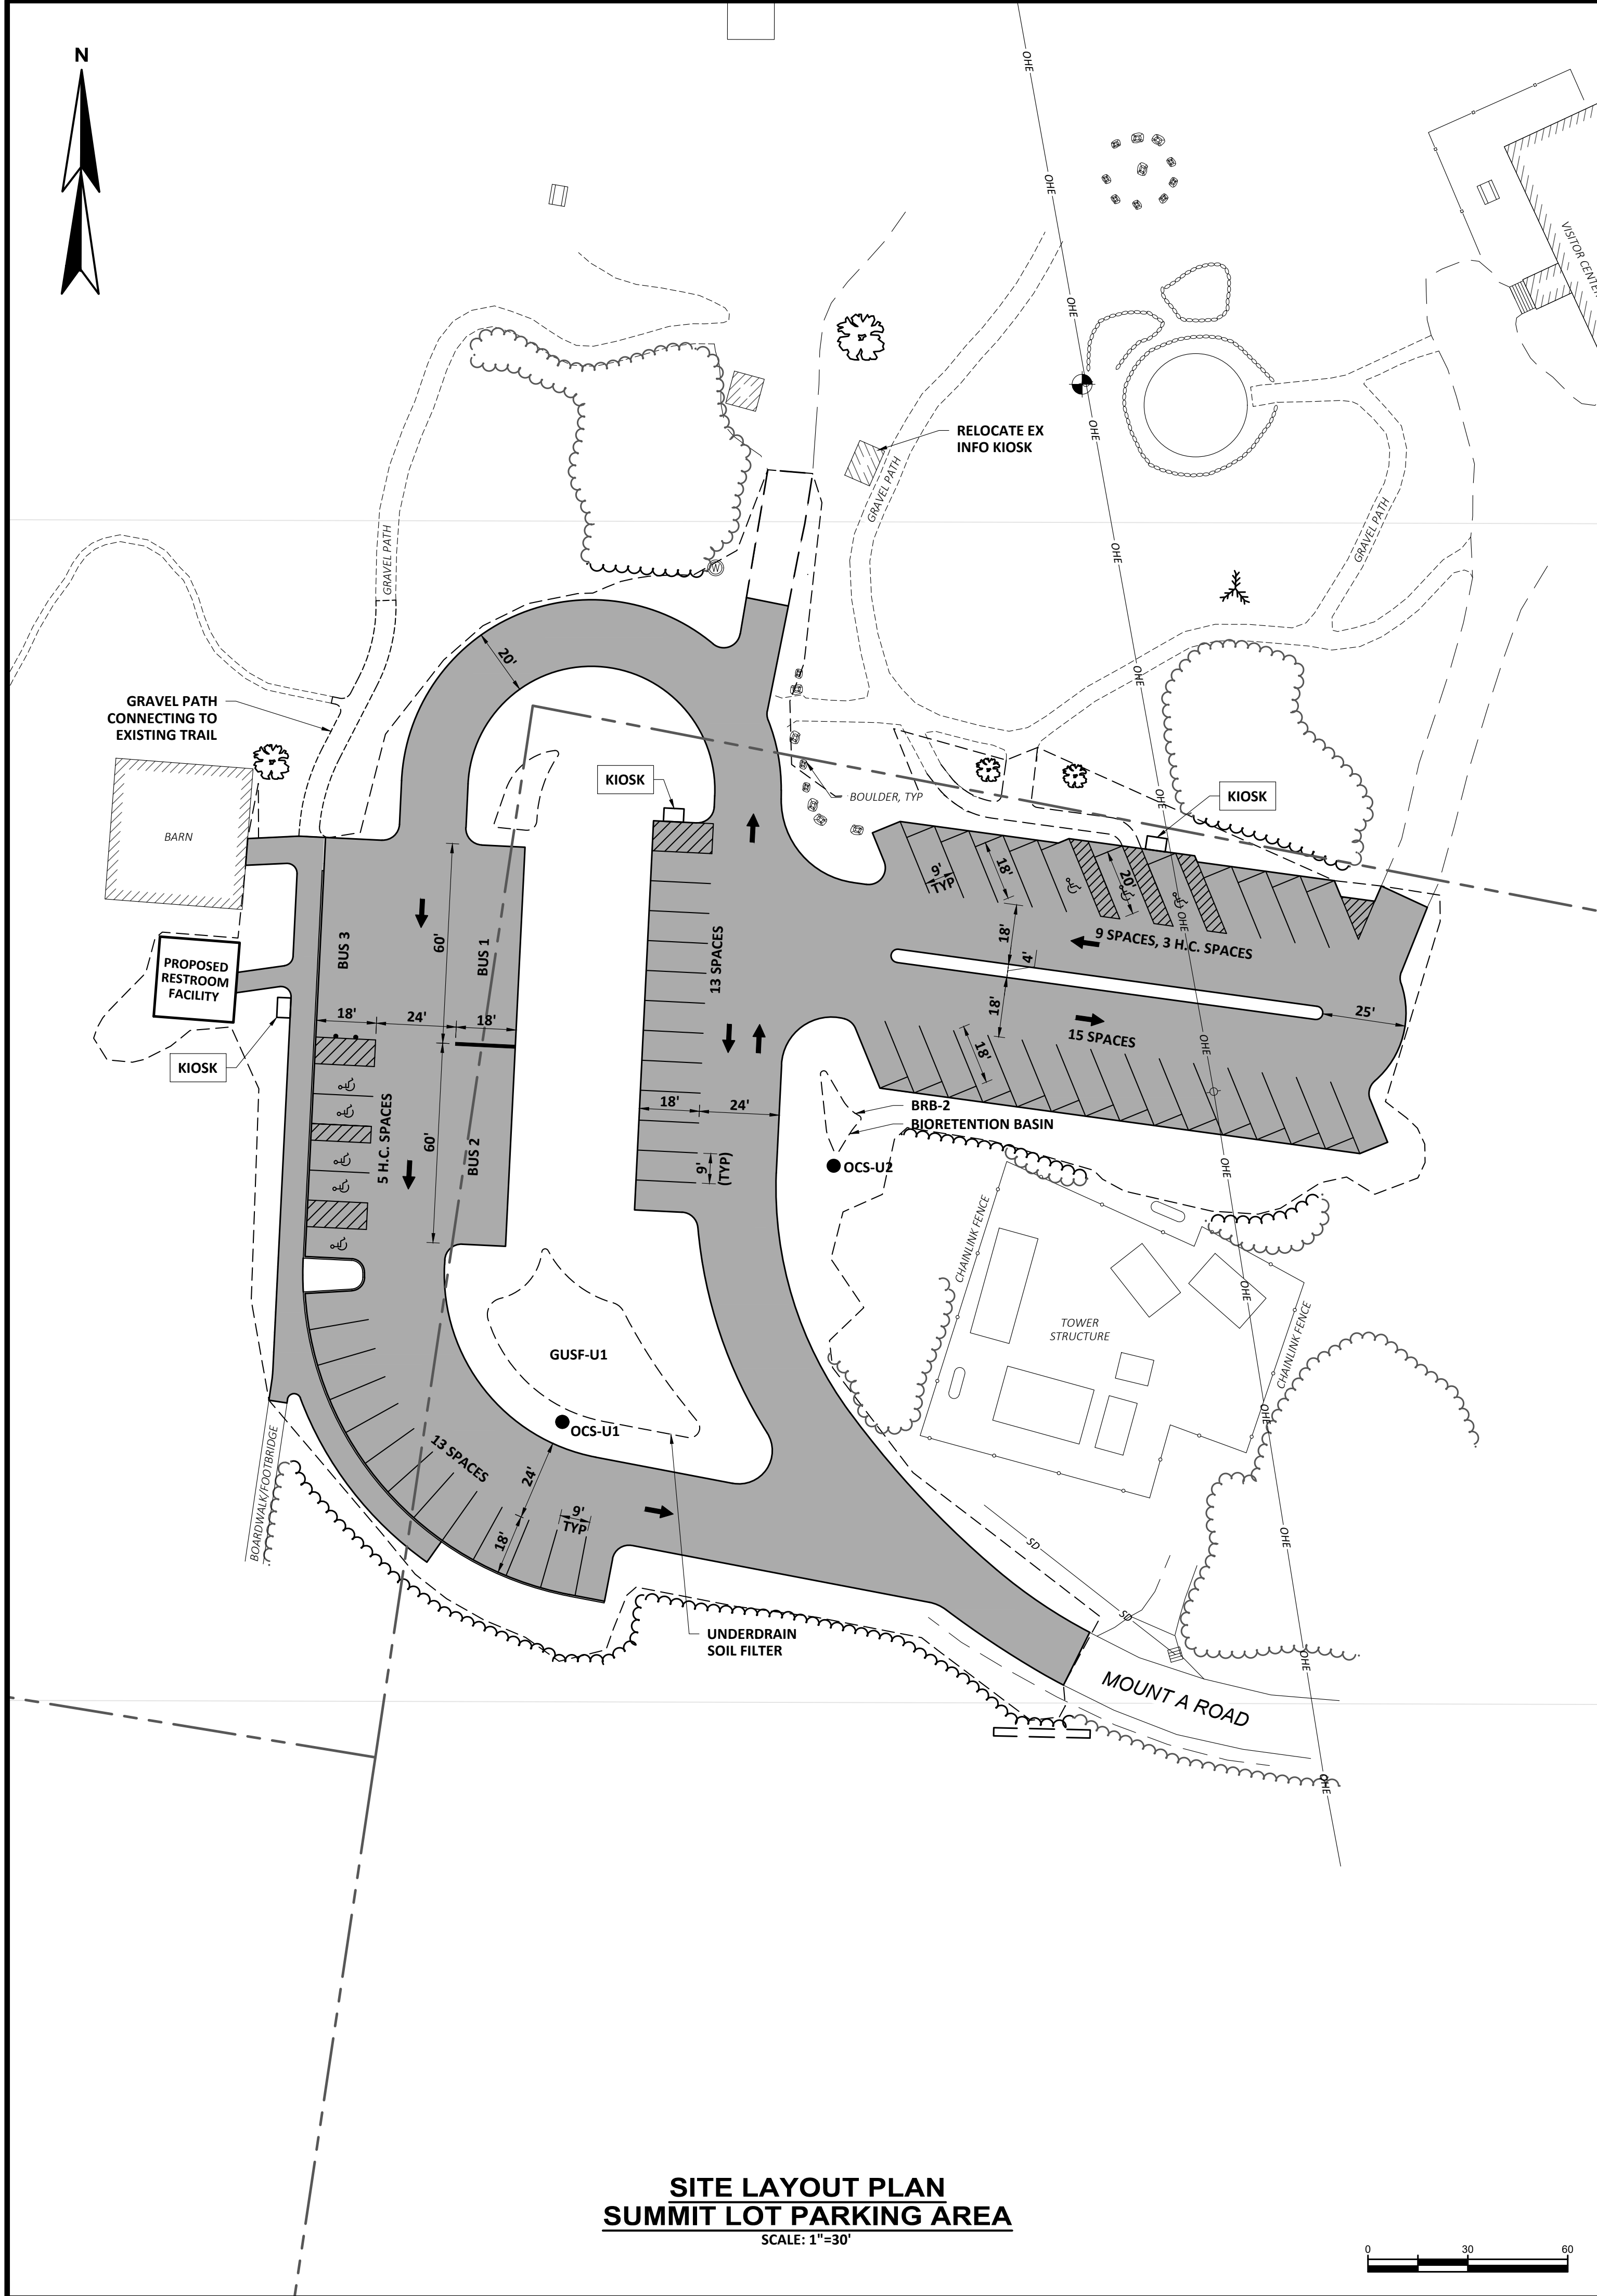 N
OHE
OHE
OHE
OHE
VISITOR CENTER
RELOCATE EX
INFO KIOSK
GRAVEL PATH
GRAVEL PATH
GRAVEL PATH
OHE
20'
OHE
GRAVEL PATH
CONNECTING TO
EXISTING TRAIL
W
KIOSK
BOULDER, TYP
OHE
KIOSK
BARN
9'
TYP
18'
20'
60'
BUS 3
BUS 1
13 SPACES
18'
4'
OHE
9 SPACES, 3 H.C. SPACES
PROPOSED
RESTROOM
FACILITY
18'
24'
18'
18'
25'
15 SPACES
OHE
18'
KIOSK
5 H.C. SPACES
60'
BUS 2
18'
24'
BRB-2
BIORETENTION BASIN
9'
(TYP)
OCS-U2
OHE
CHAINLINK FENCE
OHE
TOWER
STRUCTURE
CHAINLINK FENCE
GUSF-U1
OCS-U1
OHE
BOARDWALK/FOOTBRIDGE
13 SPACES
24'
18'
9'
TYP
OHE
SD
SD
UNDERDRAIN
SOIL FILTER
OHE
MOUNT A ROAD
OHE
SITE LAYOUT PLAN
SUMMIT LOT PARKING AREA
SCALE: 1"=30'
0 30 60